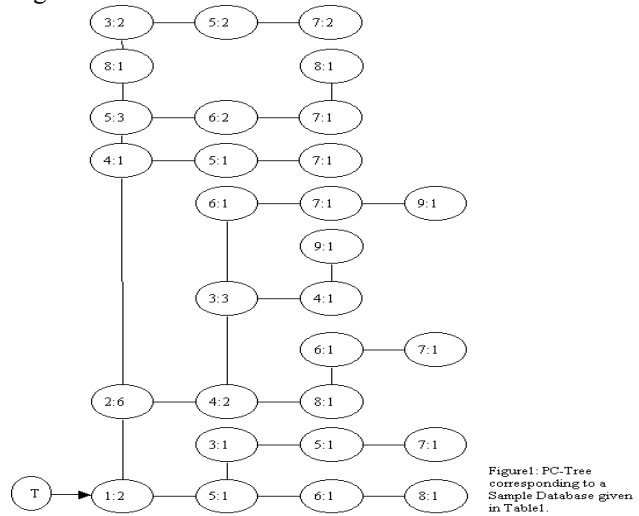 3:2 5:2 7:2
8:1 8:1
5:3 6:2 7:1
4:1 5:1 7:1
6:1 7:1 9:1
9:1
3:3 4:1
6:1 7:1
2:6 4:2 8:1
3:1 5:1 7:1
T 1:2 5:1 6:1 8:1
Figure1: PC-Tree
corresponding to a
Sample Database given
in Table1.